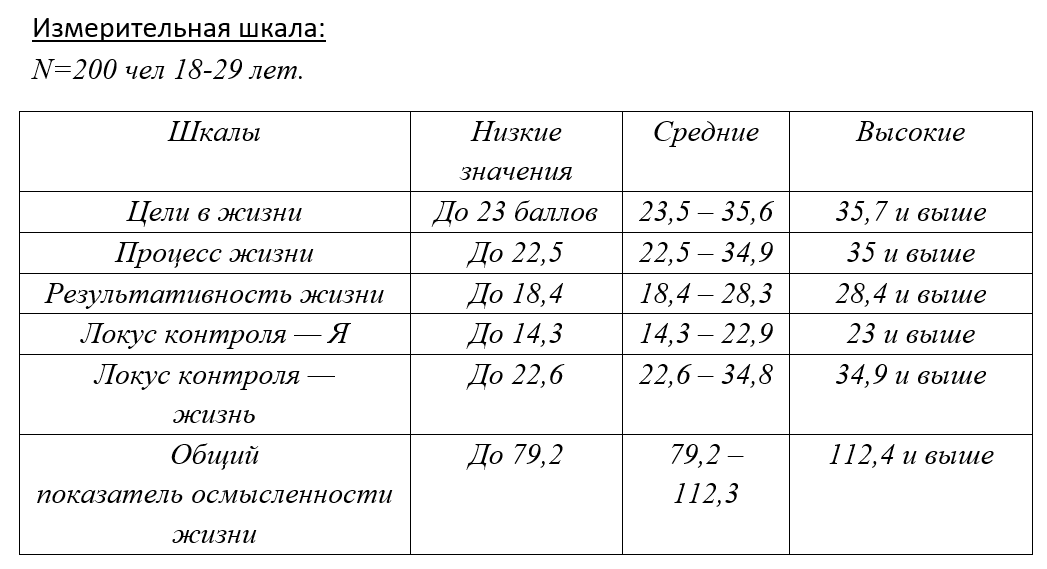 Измерительная шкала:
N=200 чел 18-29 лет.
Шкалы Низкие значения Средние Высокие
Цели в жизни До 23 баллов 23,5 – 35,6 35,7 и выше
Процесс жизни До 22,5 22,5 – 34,9 35 и выше
Результативность жизни До 18,4 18,4 – 28,3 28,4 и выше
Локус контроля — Я До 14,3 14,3 – 22,9 23 и выше
Локус контроля — жизнь До 22,6 22,6 – 34,8 34,9 и выше
Общий показатель осмысленности жизни До 79,2 79,2 – 112,3 112,4 и выше